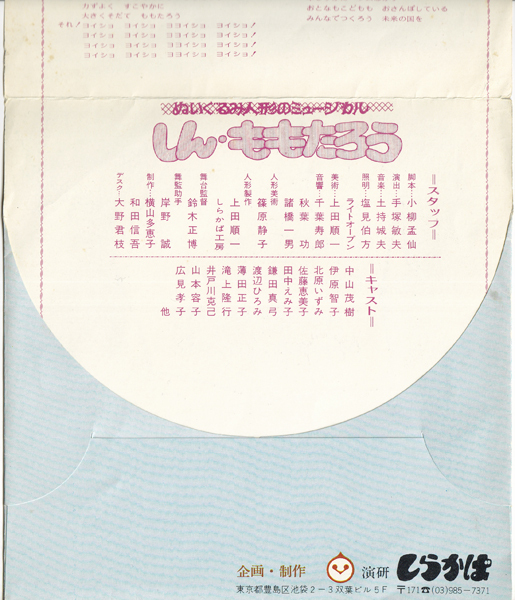 力づよく すこやかに
大きくそだて ももたろう
それ！ヨイショ ヨイショ ヨヨイショ ヨイショ！
ヨイショ ヨイショ ヨヨイショ ヨイショ！
ヨイショ ヨイショ ヨヨイショ ヨイショ！
ヨイショ ヨイショ ヨヨイショ ヨイショ！
おとなもこどもも おさんぽしている
みんなでつくろう 未来の国を
ぬいぐるみ人形のミュージカル
しん・ももたろう
＝スタッフ＝
脚本・小柳孟仙
演出・手塚敏夫
音楽・土持城夫
照明・塩見伯方
ライトオープン
美術・上田順一
音響・千葉寿郎
秋葉功
諸橋一男
人形美術・篠原静子
人形製作・上田順一
しらかば工房
舞台監督・鈴木正博
舞監助手・岸野誠
制作・横山多恵子
和田信吾
デスク・大野君枝
＝キャスト＝
中山茂樹
伊原智子
北原いずみ
佐藤恵美子
田中えみ子
鎌田真弓
渡辺ひろみ
薄田正子
滝上隆行
井戸川克己
山本容子
広見孝子
他
企画・制作 演研 しらかば
東京都豊島区池袋2－3双葉ビル5F 〒171☎(03)985－7371